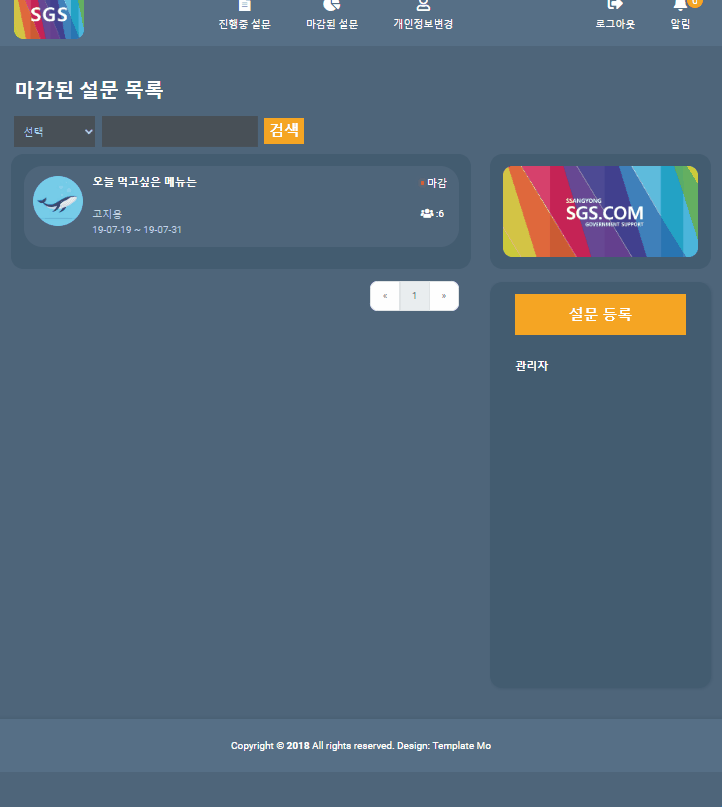 SGS
진행중 설문
마감된 설문
개인정보변경
로그아웃
알림
0
마감된 설문 목록
선택
검색
오늘 먹고싶은 메뉴는
마감
고지용
:6
19-07-19 ~ 19-07-31
SSANGYONG
SGS.COM
GOVERNMENT SUPPORT
« 1 »
설문 등록
관리자
Copyright © 2018 All rights reserved. Design: Template Mo